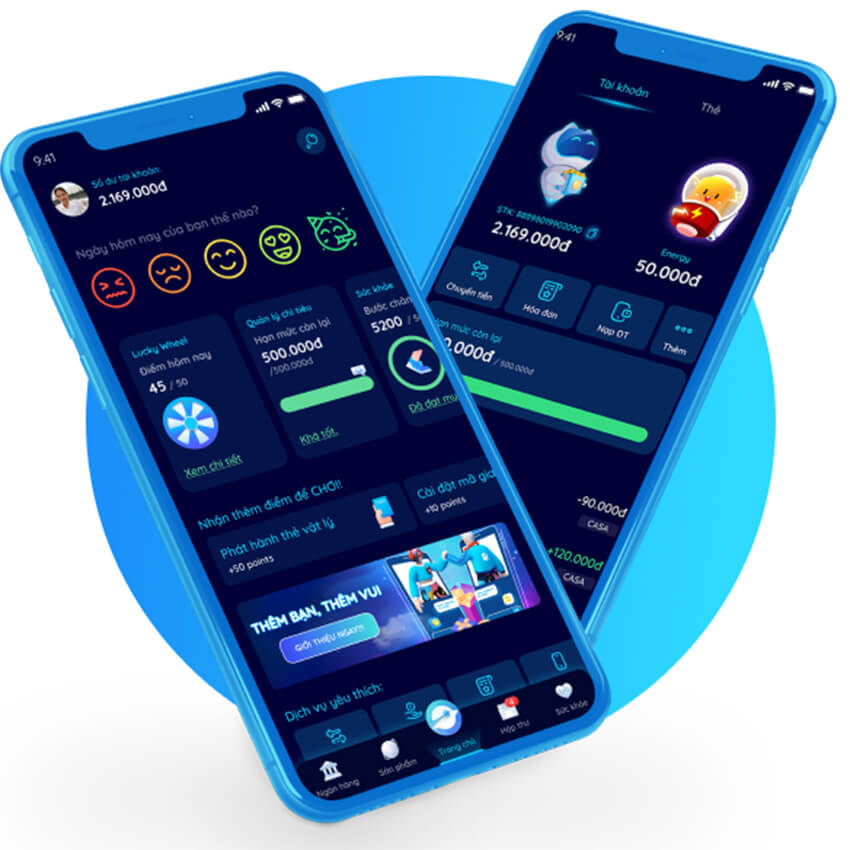 9:41
Số dư tài khoản:
2.169.000đ
Ngày hôm nay của bạn thế nào?
Lucky Wheel
Điểm hôm nay
45 / 50
Xem chi tiết
Quản lý chi tiêu
Hạn mức còn lại
500.000đ
/500.000đ
Khá tốt.
Sức khỏe
Bước chân
5200
Đã đạt mụ
Nhận thêm điểm để CHƠI!
Phát hành thẻ vật lý
+50 points
Cài đặt mã
+10 points
THÊM BẠN, THÊM VUI
GIỚI THIỆU NGAY!!!
Dịch vụ yêu thích:
Ngân hàng
Sản phẩm
Trang chủ
4
Hộp thư
Sức khỏe
9:41
Tài khoản
Thẻ
STK: 88895019902090
2.169.000đ
Energy
50.000đ
Chuyển tiền
Hóa đơn
Nạp ĐT
Thêm
Hạn mức còn lại
0.000đ / 500.000đ
-90.000đ
CASA
+120.000đ
CASA